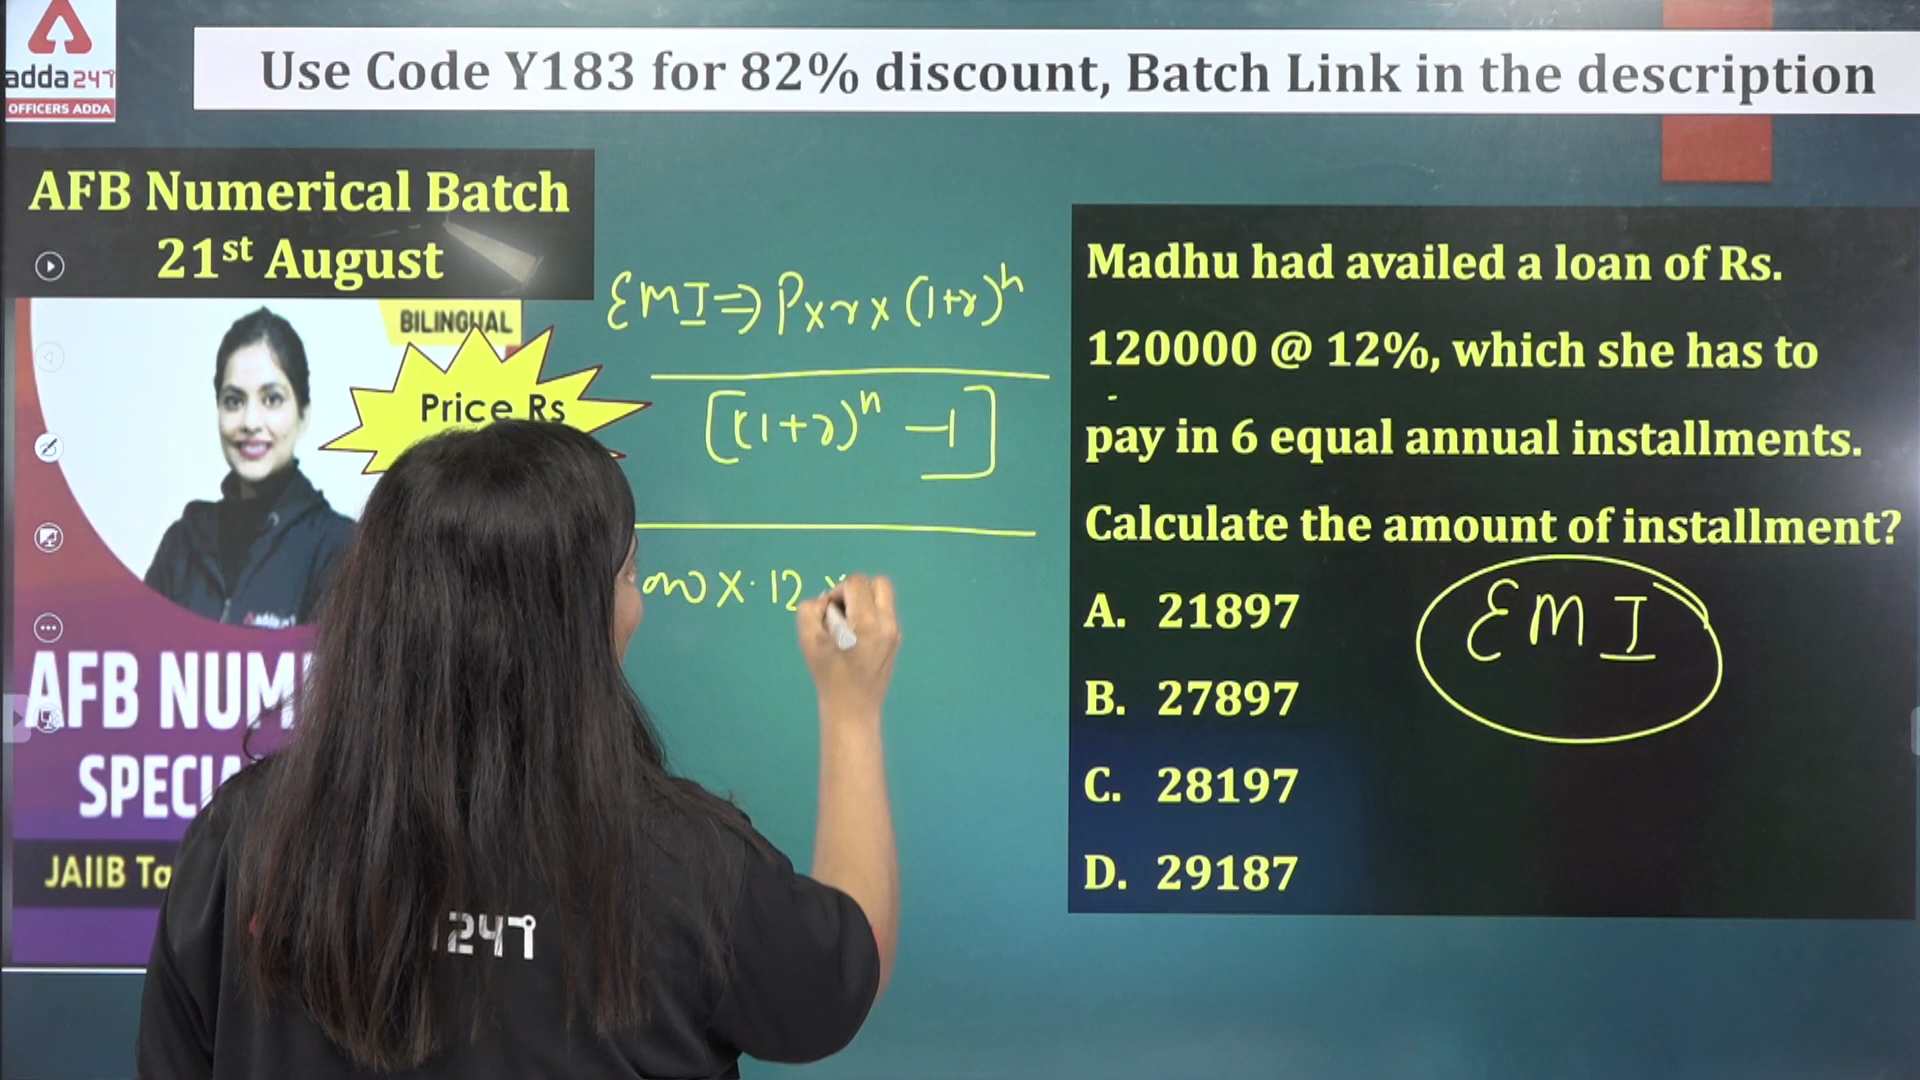 adda247
OFFICERS ADDA
Use Code Y183 for 82% discount, Batch Link in the description
AFB Numerical Batch
21st August
BILINGUAL
Price Rs
AFB NUM
SPECI
JAIIB
247
EMI => P x r x (1+r)^n
[(1+r)^n - 1]
x .12 x
Madhu had availed a loan of Rs.
120000 @ 12%, which she has to
pay in 6 equal annual installments.
Calculate the amount of installment?
A. 21897
B. 27897
C. 28197
D. 29187
EMI